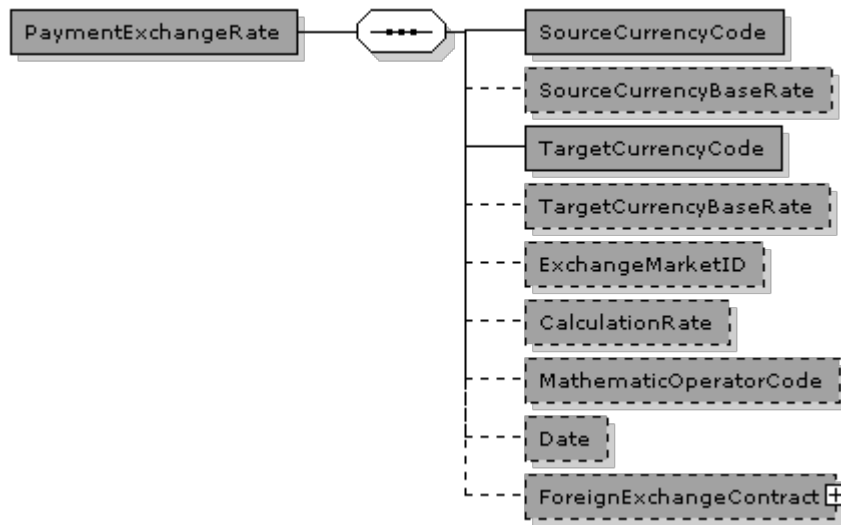 PaymentExchangeRate
SourceCurrencyCode
SourceCurrencyBaseRate
TargetCurrencyCode
TargetCurrencyBaseRate
ExchangeMarketID
CalculationRate
MathematicOperatorCode
Date
ForeignExchangeContract